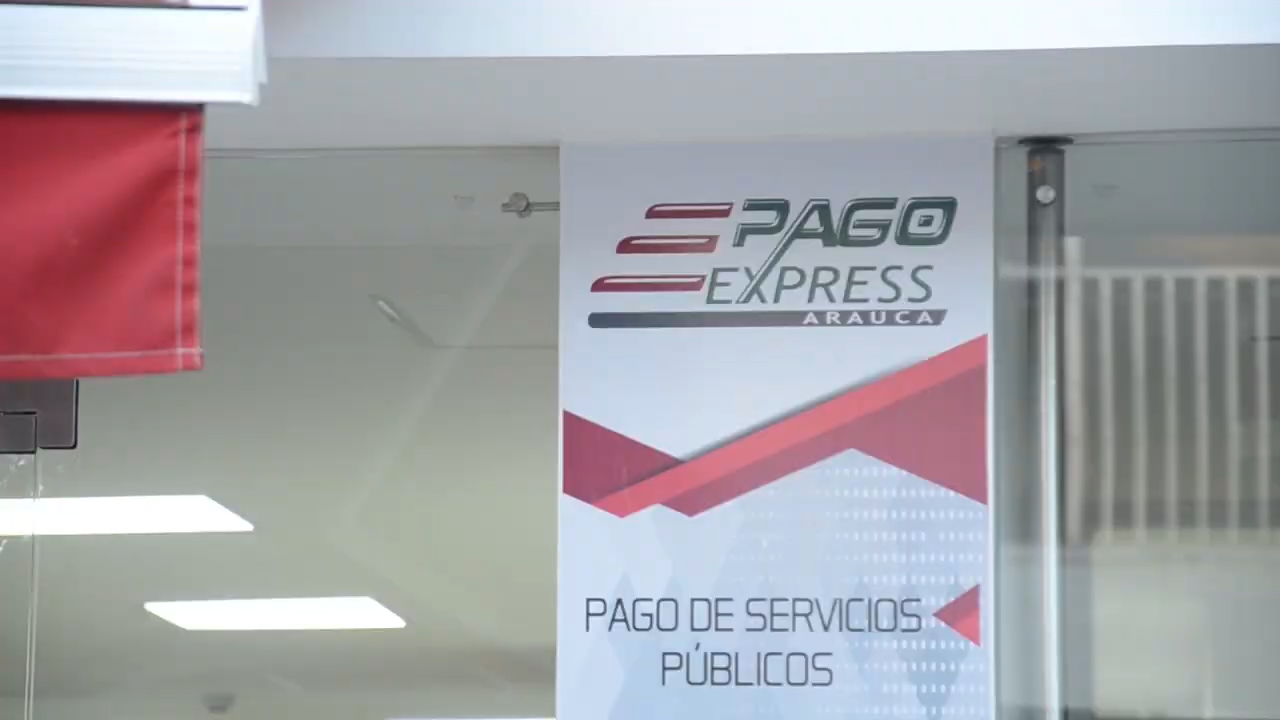 PAGO
EXPRESS
ARAUCA
PAGO DE SERVICIOS
PÚBLICOS